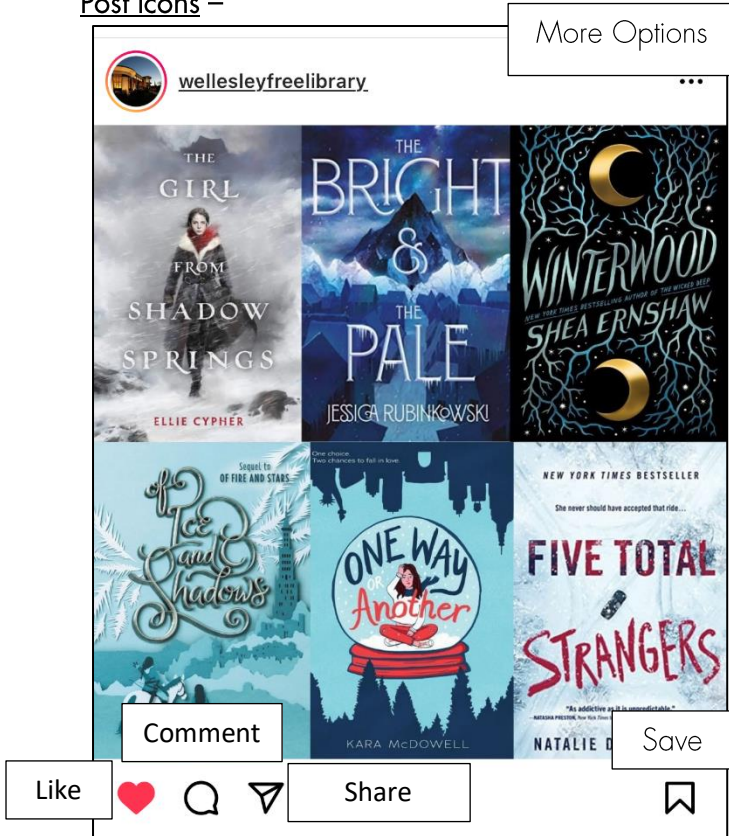 Post Icons –
More Options
wellesleyfreelibrary
THE
GIRL
FROM
SHADOW
SPRINGS
ELLIE CYPHER
THE
BRIGHT
&
THE
PALE
JESSICA RUBINKOWSKI
WINTERWOOD
NEW YORK TIMES BESTSELLING AUTHOR OF THE WICKED DEEP
SHEA ERNSHAW
Sequel to
OF FIRE AND STARS
of
Ice
and
Shadows
One choice.
Two chances to fall in love.
ONE WAY
OR
Another
KARA McDOWELL
NEW YORK TIMES BESTSELLER
She never should have accepted that ride...
FIVE TOTAL
STRANGERS
"As addictive as it is unpredictable."
—NATASHA PRESTON, New York Times
NATALIE D
Comment
Save
Like
Share